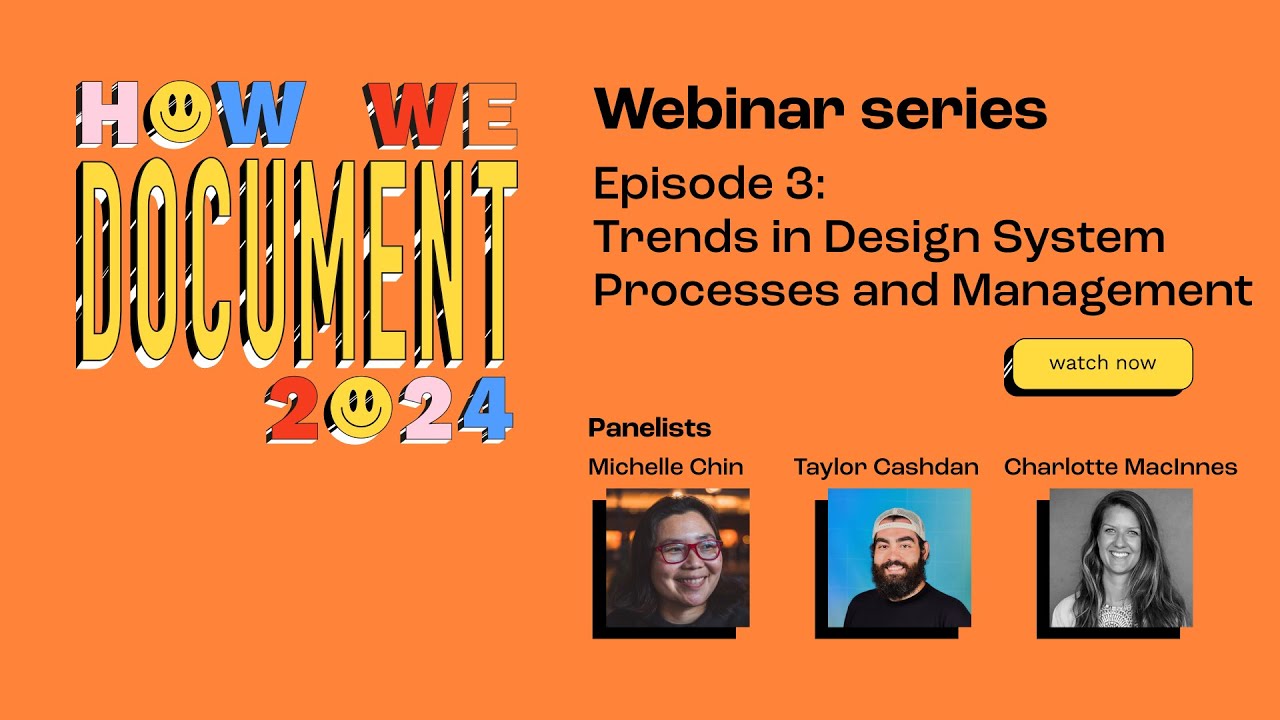 HOW WE
DOCUMENT
2024
Webinar series
Episode 3:
Trends in Design System
Processes and Management
watch now
Panelists
Michelle Chin
Taylor Cashdan
Charlotte MacInnes